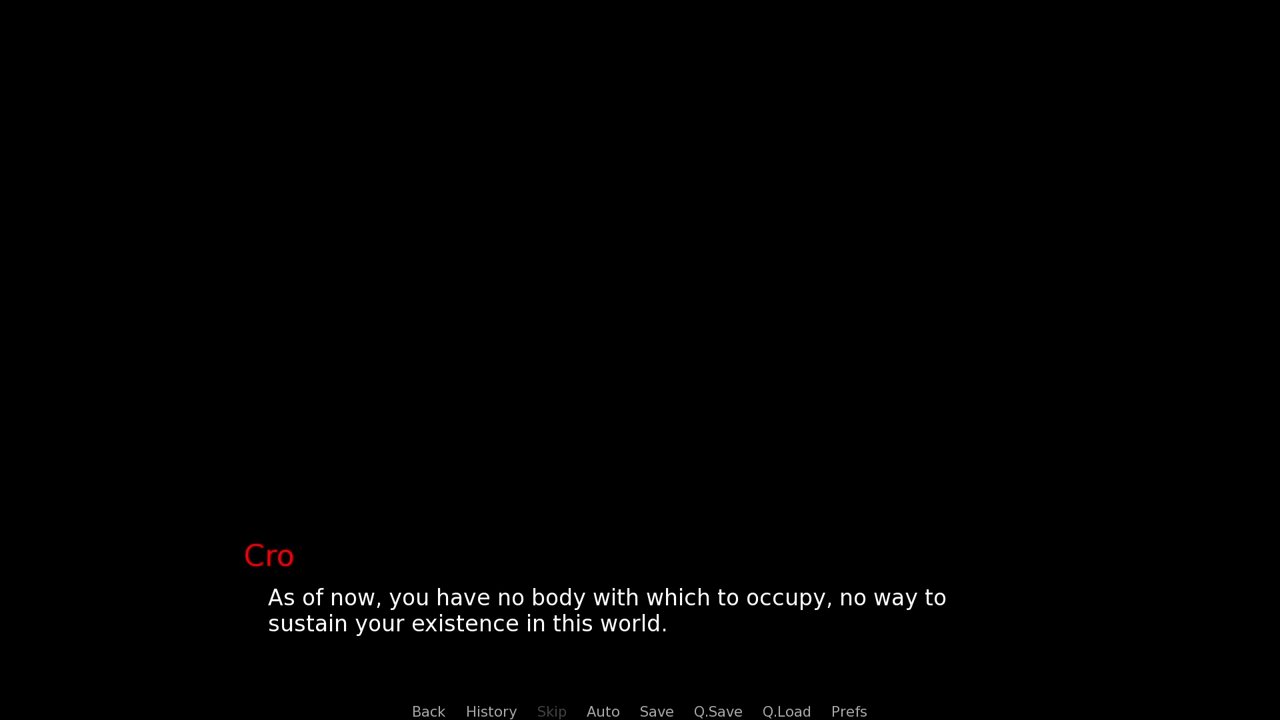 Cro
As of now, you have no body with which to occupy, no way to
sustain your existence in this world.
Back History Skip Auto Save Q.Save Q.Load Prefs